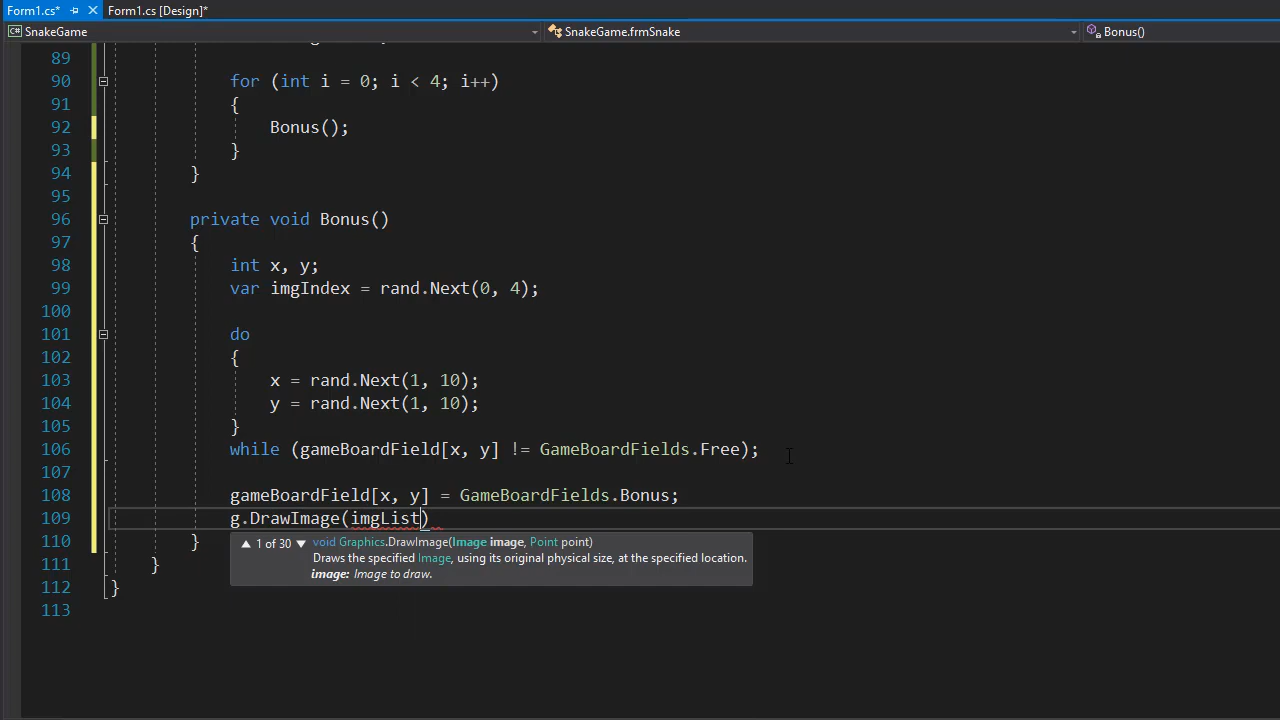 Form1.cs* Form1.cs [Design]*
C# SnakeGame SnakeGame.frmSnake Bonus()
89
90 for (int i = 0; i < 4; i++)
91 {
92 Bonus();
93 }
94 }
95
96 private void Bonus()
97 {
98 int x, y;
99 var imgIndex = rand.Next(0, 4);
100
101 do
102 {
103 x = rand.Next(1, 10);
104 y = rand.Next(1, 10);
105 }
106 while (gameBoardField[x, y] != GameBoardFields.Free);
107
108 gameBoardField[x, y] = GameBoardFields.Bonus;
109 g.DrawImage(imgList)
110 }
1 of 30 void Graphics.DrawImage(Image image, Point point)
Draws the specified Image, using its original physical size, at the specified location.
image: Image to draw.
111 }
112 }
113